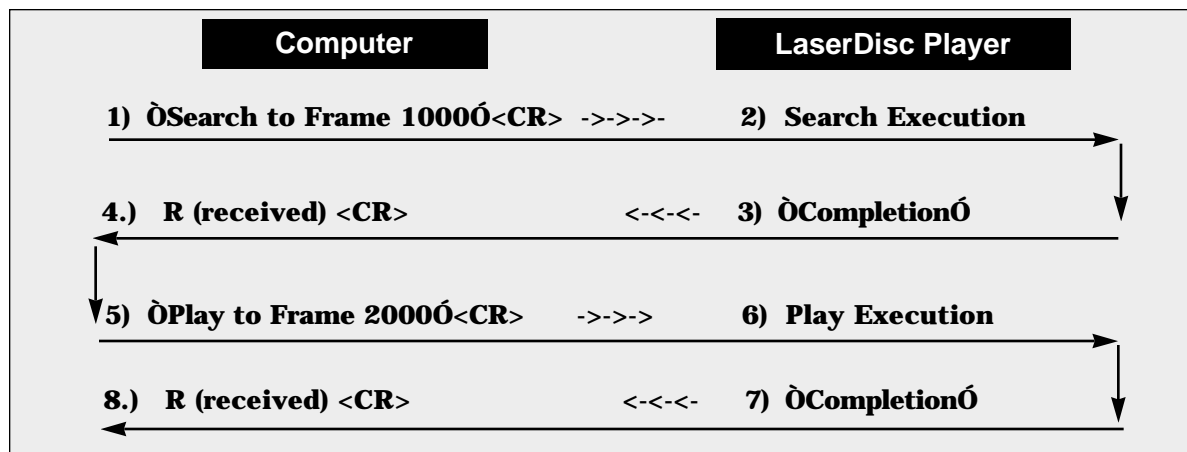 Computer LaserDisc Player
1) ÒSearch to Frame 1000Ó<CR> ->->->- 2) Search Execution
4.) R (received) <CR> <-<-<- 3) ÒCompletionÓ
5) ÒPlay to Frame 2000Ó<CR> ->->-> 6) Play Execution
8.) R (received) <CR> <-<-<- 7) ÒCompletionÓ